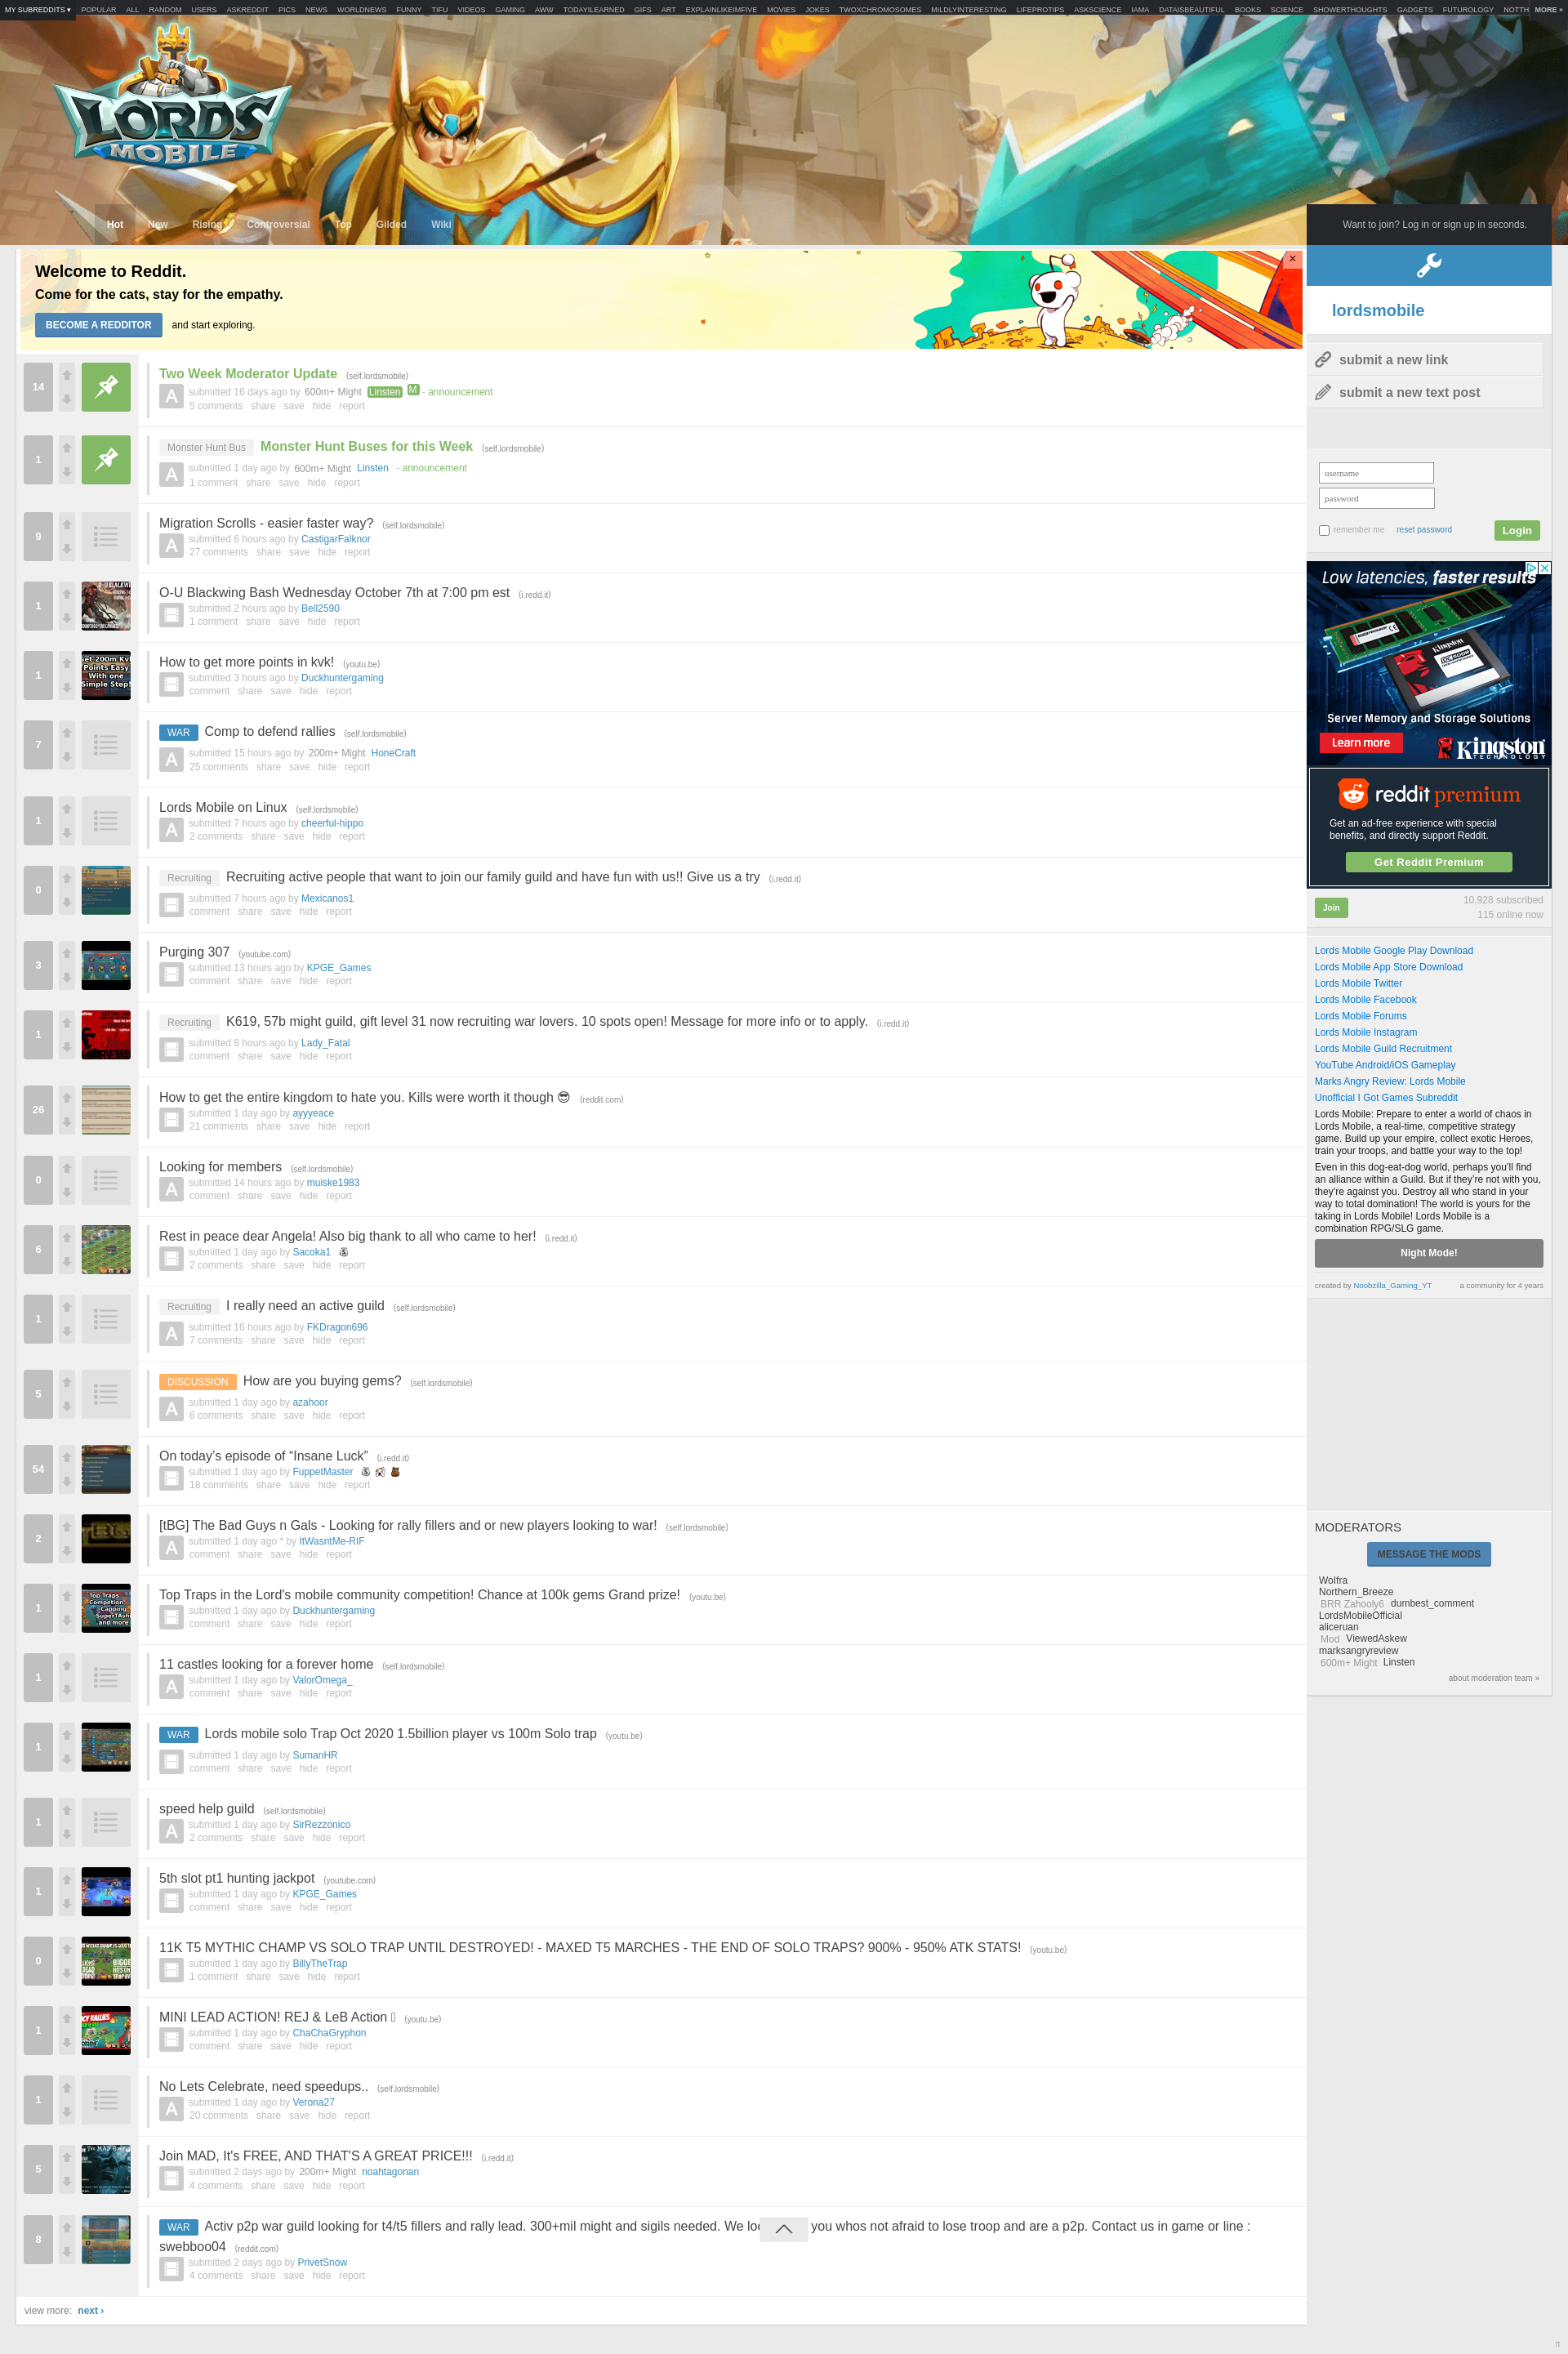 MY SUBREDDITS ▾ POPULAR ALL RANDOM USERS ASKREDDIT PICS NEWS WORLDNEWS FUNNY TIFU VIDEOS GAMING AWW TODAYILEARNED GIFS ART EXPLAINLIKEIMFIVE MOVIES JOKES TWOXCHROMOSOMES MILDLYINTERESTING LIFEPROTIPS ASKSCIENCE IAMA DATAISBEAUTIFUL BOOKS SCIENCE SHOWERTHOUGHTS GADGETS FUTUROLOGY NOTTH MORE »
LORDS
MOBILE
Hot New Rising Controversial Top Gilded Wiki
Want to join? Log in or sign up in seconds.
Welcome to Reddit.
Come for the cats, stay for the empathy.
BECOME A REDDITOR and start exploring.
×
14
Two Week Moderator Update (self.lordsmobile)
submitted 16 days ago by 600m+ Might Linsten M - announcement
5 comments share save hide report
1
Monster Hunt Bus Monster Hunt Buses for this Week (self.lordsmobile)
submitted 1 day ago by 600m+ Might Linsten - announcement
1 comment share save hide report
9
Migration Scrolls - easier faster way? (self.lordsmobile)
submitted 6 hours ago by CastigarFalknor
27 comments share save hide report
1
O-U Blackwing Bash Wednesday October 7th at 7:00 pm est (i.redd.it)
submitted 2 hours ago by Bell2590
1 comment share save hide report
1
Get 200m Kvk
Points Easy
With one
Simple Step!
How to get more points in kvk! (youtu.be)
submitted 3 hours ago by Duckhuntergaming
comment share save hide report
7
WAR Comp to defend rallies (self.lordsmobile)
submitted 15 hours ago by 200m+ Might HoneCraft
25 comments share save hide report
1
Lords Mobile on Linux (self.lordsmobile)
submitted 7 hours ago by cheerful-hippo
2 comments share save hide report
0
Recruiting Recruiting active people that want to join our family guild and have fun with us!! Give us a try (i.redd.it)
submitted 7 hours ago by Mexicanos1
comment share save hide report
3
Purging 307 (youtube.com)
submitted 13 hours ago by KPGE_Games
comment share save hide report
1
Recruiting K619, 57b might guild, gift level 31 now recruiting war lovers. 10 spots open! Message for more info or to apply. (i.redd.it)
submitted 8 hours ago by Lady_Fatal
comment share save hide report
26
How to get the entire kingdom to hate you. Kills were worth it though 😎 (reddit.com)
submitted 1 day ago by ayyyeace
21 comments share save hide report
0
Looking for members (self.lordsmobile)
submitted 14 hours ago by muiske1983
comment share save hide report
6
Rest in peace dear Angela! Also big thank to all who came to her! (i.redd.it)
submitted 1 day ago by Sacoka1
2 comments share save hide report
1
Recruiting I really need an active guild (self.lordsmobile)
submitted 16 hours ago by FKDragon696
7 comments share save hide report
5
DISCUSSION How are you buying gems? (self.lordsmobile)
submitted 1 day ago by azahoor
6 comments share save hide report
54
On today’s episode of “Insane Luck” (i.redd.it)
submitted 1 day ago by FuppetMaster
18 comments share save hide report
2
[tBG] The Bad Guys n Gals - Looking for rally fillers and or new players looking to war! (self.lordsmobile)
submitted 1 day ago * by ItWasntMe-RIF
comment share save hide report
1
Top Traps
Competion
Capping
SuperTAsh
and more
Top Traps in the Lord's mobile community competition! Chance at 100k gems Grand prize! (youtu.be)
submitted 1 day ago by Duckhuntergaming
comment share save hide report
1
11 castles looking for a forever home (self.lordsmobile)
submitted 1 day ago by ValorOmega_
comment share save hide report
1
WAR Lords mobile solo Trap Oct 2020 1.5billion player vs 100m Solo trap (youtu.be)
submitted 1 day ago by SumanHR
comment share save hide report
1
speed help guild (self.lordsmobile)
submitted 1 day ago by SirRezzonico
2 comments share save hide report
1
5th slot pt1 hunting jackpot (youtube.com)
submitted 1 day ago by KPGE_Games
comment share save hide report
0
11K T5 MYTHIC CHAMP VS SOLO TRAP UNTIL DESTROYED! - MAXED T5 MARCHES - THE END OF SOLO TRAPS? 900% - 950% ATK STATS! (youtu.be)
submitted 1 day ago by BillyTheTrap
1 comment share save hide report
1
MINI LEAD ACTION! REJ & LeB Action (youtu.be)
submitted 1 day ago by ChaChaGryphon
comment share save hide report
1
No Lets Celebrate, need speedups.. (self.lordsmobile)
submitted 1 day ago by Verona27
20 comments share save hide report
5
Join MAD, It's FREE, AND THAT'S A GREAT PRICE!!! (i.redd.it)
submitted 2 days ago by 200m+ Might noahtagonan
4 comments share save hide report
8
WAR Activ p2p war guild looking for t4/t5 fillers and rally lead. 300+mil might and sigils needed. We you whos not afraid to lose troop and are a p2p. Contact us in game or line :
swebboo04 (reddit.com)
submitted 2 days ago by PrivetSnow
4 comments share save hide report
view more: next ›
lordsmobile
submit a new link
submit a new text post
username
password
remember me reset password Login
Low latencies, faster results
Kingston
Server Memory and Storage Solutions
Learn more
Kingston
TECHNOLOGY
reddit premium
Get an ad-free experience with special
benefits, and directly support Reddit.
Get Reddit Premium
Join 10,928 subscribed
115 online now
Lords Mobile Google Play Download
Lords Mobile App Store Download
Lords Mobile Twitter
Lords Mobile Facebook
Lords Mobile Forums
Lords Mobile Instagram
Lords Mobile Guild Recruitment
YouTube Android/iOS Gameplay
Marks Angry Review: Lords Mobile
Unofficial I Got Games Subreddit
Lords Mobile: Prepare to enter a world of chaos in
Lords Mobile, a real-time, competitive strategy
game. Build up your empire, collect exotic Heroes,
train your troops, and battle your way to the top!
Even in this dog-eat-dog world, perhaps you’ll find
an alliance within a Guild. But if they’re not with you,
they’re against you. Destroy all who stand in your
way to total domination! The world is yours for the
taking in Lords Mobile! Lords Mobile is a
combination RPG/SLG game.
Night Mode!
created by Noobzilla_Gaming_YT a community for 4 years
MODERATORS
MESSAGE THE MODS
Wolfra
Northern_Breeze
BRR Zahooly6 dumbest_comment
LordsMobileOfficial
aliceruan
Mod ViewedAskew
marksangryreview
600m+ Might Linsten
about moderation team »
π